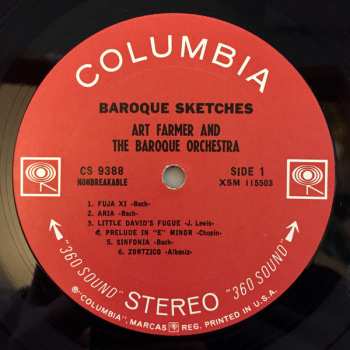 COLUMBIA
BAROQUE SKETCHES
ART FARMER AND
THE BAROQUE ORCHESTRA
CS 9388
NONBREAKABLE
SIDE 1
XSM 115503
1. FUJA XI -Bach-
2. ARIA -Bach-
3. LITTLE DAVID'S FUGUE -J. Lewis-
4. PRELUDE IN "E" MINOR -Chopin-
5. SINFONIA -Bach-
6. ZORTZICO -Albeniz-
"360 SOUND" STEREO "360 SOUND"
℗ "COLUMBIA", MARCAS REG. PRINTED IN U.S.A.